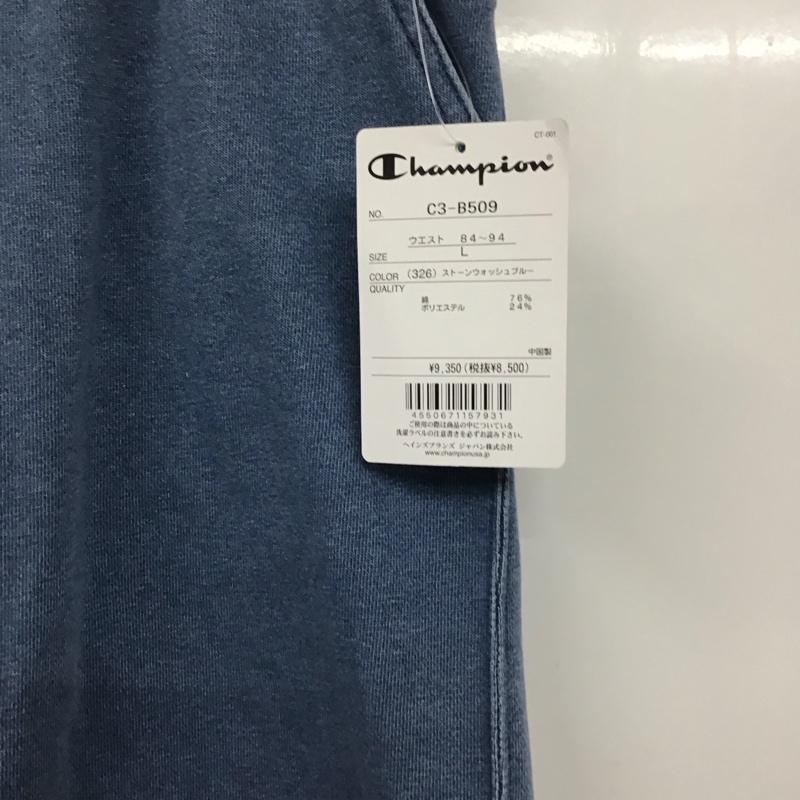 CT-001
Champion®
NO. C3-B509
ウエスト 84~94
SIZE L
COLOR (326) ストーンウォッシュブルー
QUALITY
綿 76%
ポリエステル 24%
中国製
¥9,350(税抜¥8,500)
4550671157931
ご使用の際は商品の中についている
洗濯ラベルの注意書きを必ずお読み下さい。
ヘインズブランズ ジャパン株式会社
www.championusa.jp